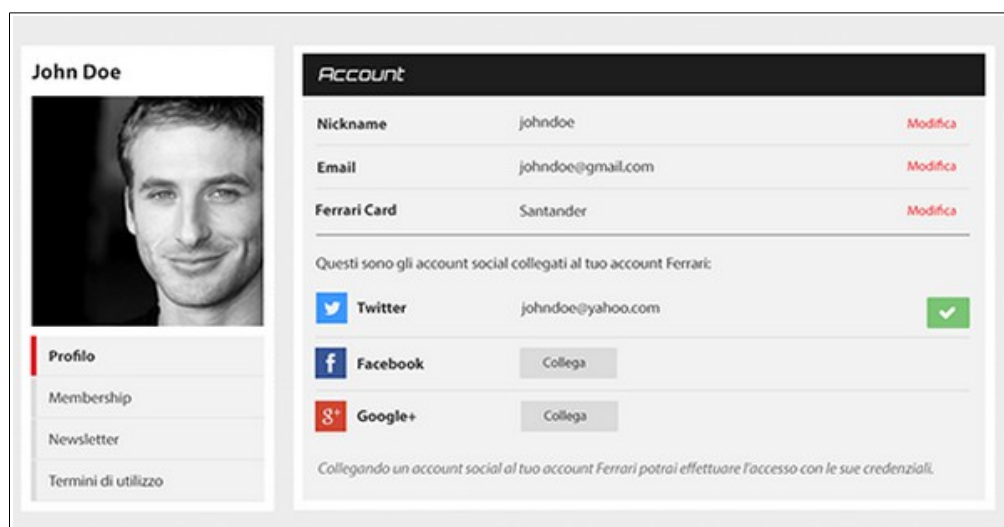 John Doe
Profilo
Membership
Newsletter
Termini di utilizzo
Account
Nickname johndoe Modifica
Email johndoe@gmail.com Modifica
Ferrari Card Santander Modifica
Questi sono gli account social collegati al tuo account Ferrari:
Twitter johndoe@yahoo.com
f Facebook Collega
g+ Google+ Collega
Collegando un account social al tuo account Ferrari potrai effettuare l'accesso con le sue credenziali.